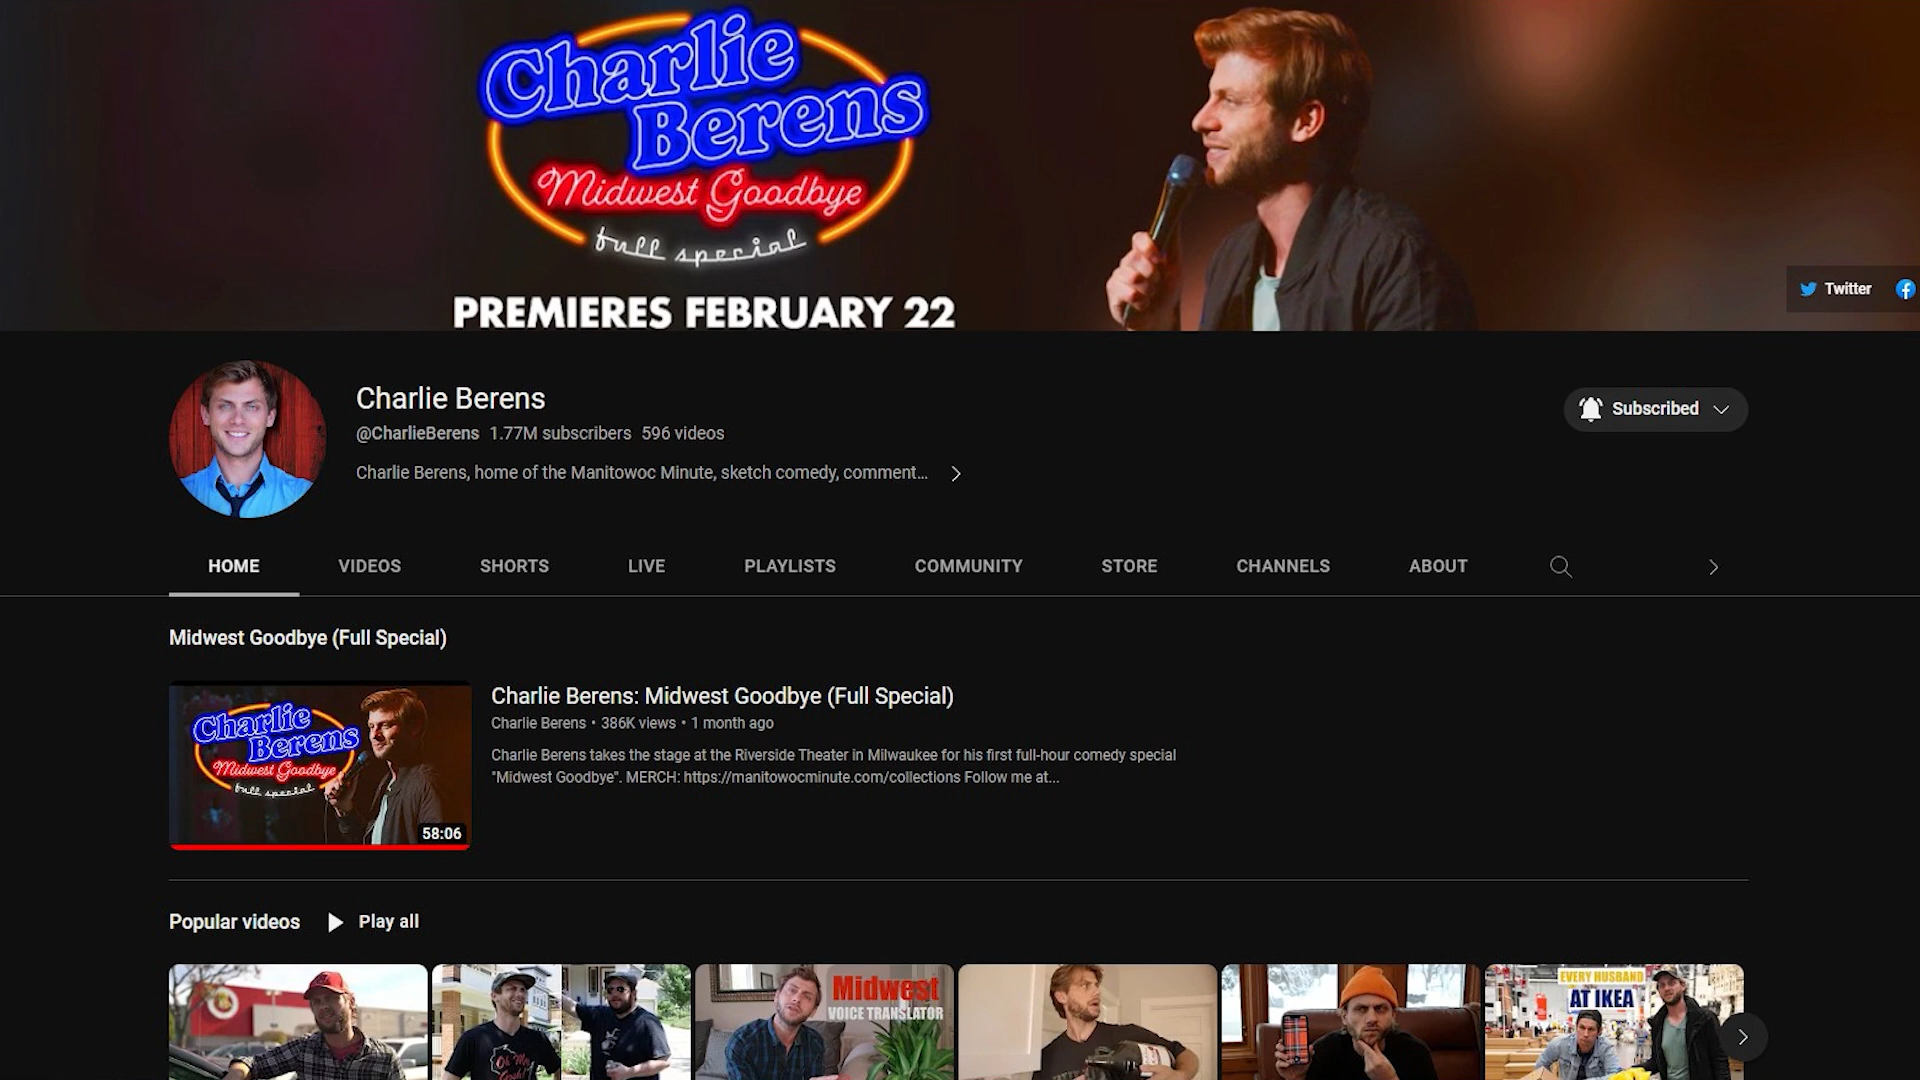 Charlie
Berens
Midwest Goodbye
full special
PREMIERES FEBRUARY 22
Twitter
Charlie Berens
@CharlieBerens 1.77M subscribers 596 videos
Charlie Berens, home of the Manitowoc Minute, sketch comedy, comment...
Subscribed
HOME VIDEOS SHORTS LIVE PLAYLISTS COMMUNITY STORE CHANNELS ABOUT
Midwest Goodbye (Full Special)
Charlie
Berens
Midwest Goodbye
full special
58:06
Charlie Berens: Midwest Goodbye (Full Special)
Charlie Berens • 386K views • 1 month ago
Charlie Berens takes the stage at the Riverside Theater in Milwaukee for his first full-hour comedy special
"Midwest Goodbye". MERCH: https://manitowocminute.com/collections Follow me at...
Popular videos Play all
Oh My
Gosh!
Midwest
VOICE TRANSLATOR
EVERY HUSBAND
AT IKEA